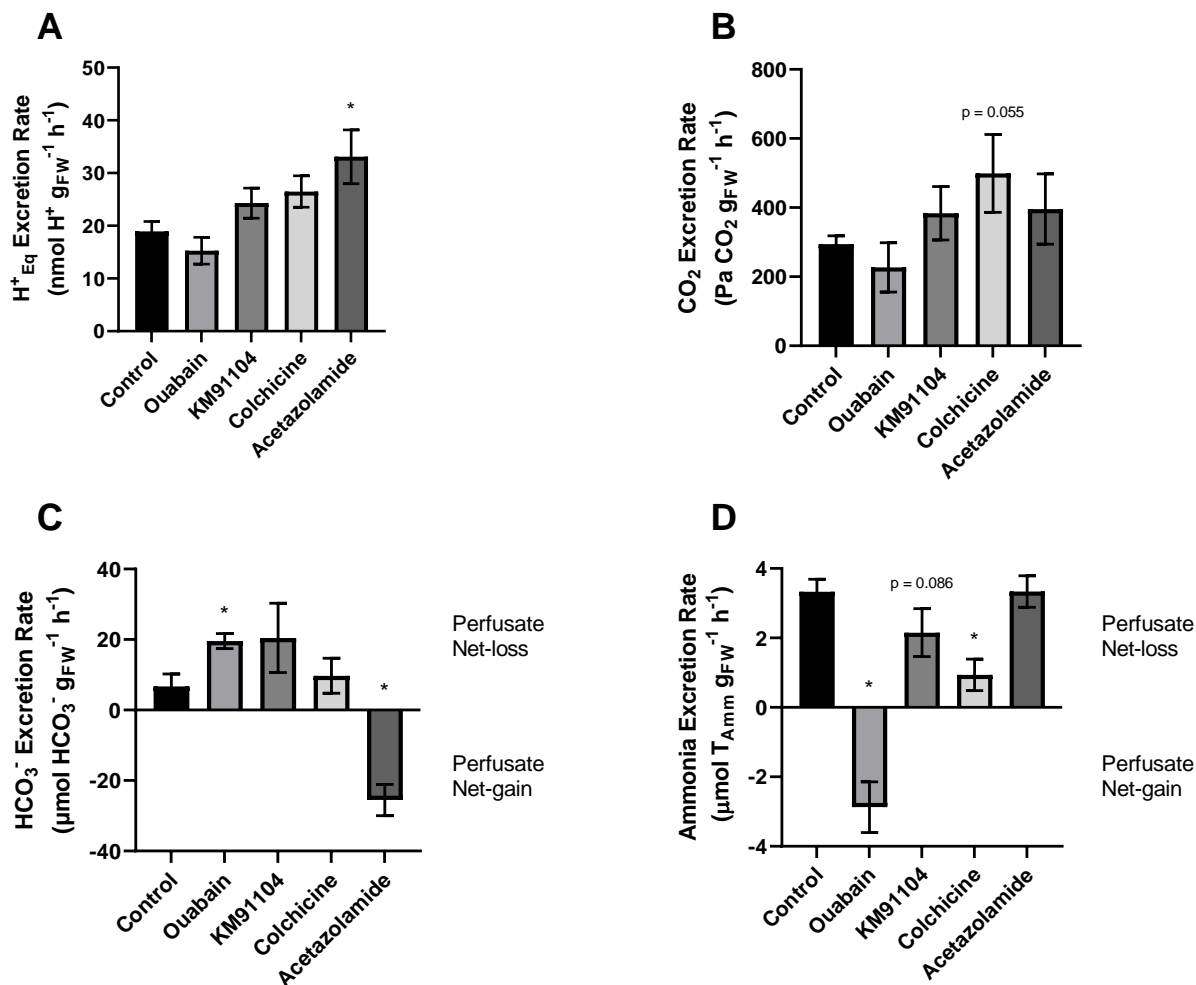 A
H⁺Eq Excretion Rate
(nmol H⁺ gFW⁻¹ h⁻¹)
50
40
30
20
10
0
*
Control
Ouabain
KM91104
Colchicine
Acetazolamide
B
CO₂ Excretion Rate
(Pa CO₂ gFW⁻¹ h⁻¹)
800
600
400
200
0
p = 0.055
Control
Ouabain
KM91104
Colchicine
Acetazolamide
C
HCO₃⁻ Excretion Rate
(μmol HCO₃⁻ gFW⁻¹ h⁻¹)
40
20
0
-20
-40
*
*
Perfusate
Net-loss
Perfusate
Net-gain
Control
Ouabain
KM91104
Colchicine
Acetazolamide
D
Ammonia Excretion Rate
(μmol TAmm gFW⁻¹ h⁻¹)
4
2
0
-2
-4
p = 0.086
*
*
Perfusate
Net-loss
Perfusate
Net-gain
Control
Ouabain
KM91104
Colchicine
Acetazolamide